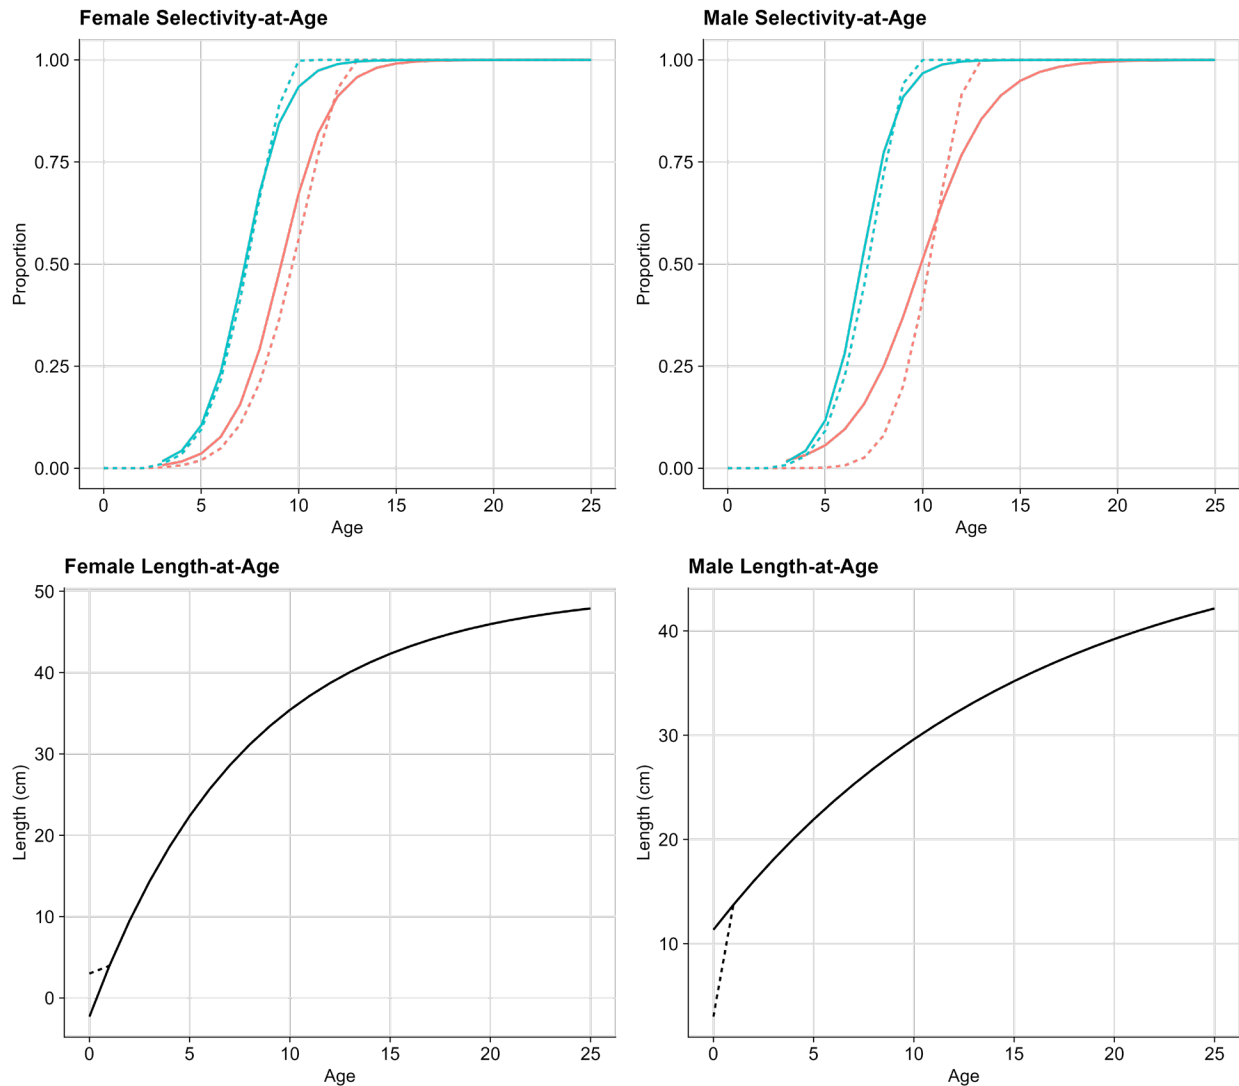 Female Selectivity-at-Age
1.00
0.75
0.50
0.25
0.00
Proportion
0 5 10 15 20 25
Age
Male Selectivity-at-Age
1.00
0.75
0.50
0.25
0.00
Proportion
0 5 10 15 20 25
Age
Female Length-at-Age
50
40
30
20
10
0
Length (cm)
0 5 10 15 20 25
Age
Male Length-at-Age
40
30
20
10
Length (cm)
0 5 10 15 20 25
Age